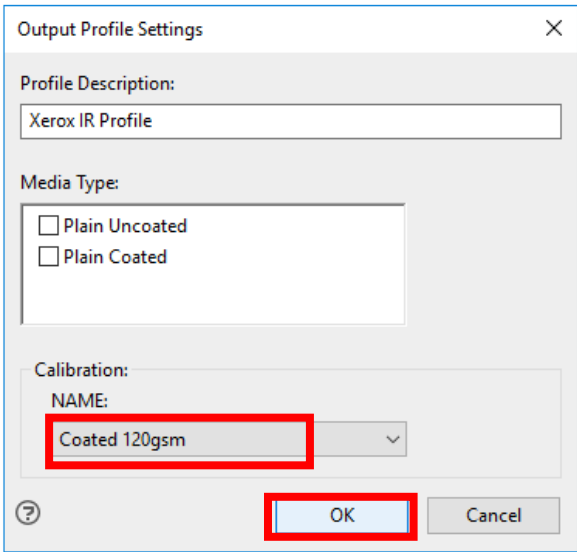 Output Profile Settings
Profile Description:
Xerox IR Profile
Media Type:
Plain Uncoated
Plain Coated
Calibration:
NAME:
Coated 120gsm
?
OK
Cancel